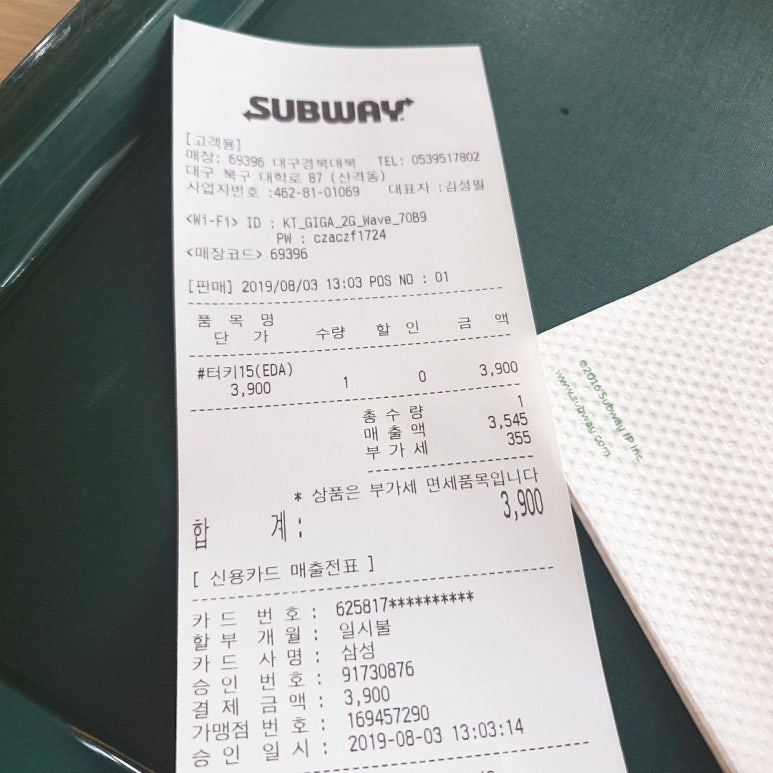 SUBWAY
[고객용]
매장: 69396 대구경북대북 TEL: 0539517802
대구 북구 대학로 87 (산격동)
사업자번호 :462-81-01069 대표자 :김성필
<Wi-Fi> ID : KT_GIGA_2G_Wave_70B9
PW : czaczf1724
<매장코드> 69396
[판매] 2019/08/03 13:03 POS NO : 01
품 목 명
단 가 수량 할 인 금 액
#터키15(EDA)
3,900 1 0 3,900
총 수 량 1
매 출 액 3,545
부 가 세 355
* 상품은 부가세 면세품목입니다
합 계 : 3,900
[ 신용카드 매출전표 ]
카 드 번 호 : 625817**********
할 부 개 월 : 일시불
카 드 사 명 : 삼성
승 인 번 호 : 91730876
결 제 금 액 : 3,900
가맹점 번 호 : 169457290
승 인 일 시 : 2019-08-03 13:03:14
©2016 Subway IP Inc.
www.subway.com